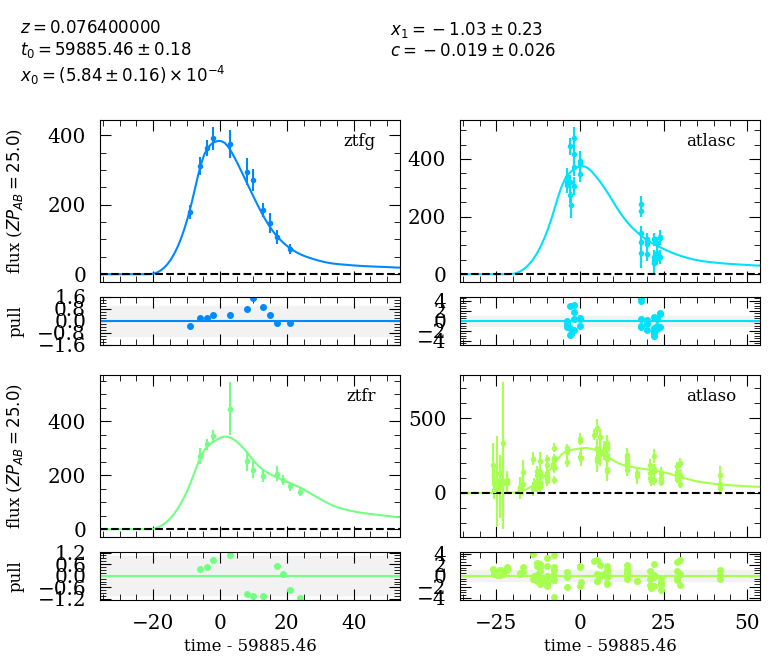 z = 0.076400000
t₀ = 59885.46 ± 0.18
x₀ = (5.84 ± 0.16) × 10⁻⁴
x₁ = −1.03 ± 0.23
c = −0.019 ± 0.026
flux (ZP_AB = 25.0)
400
200
0
ztfg
400
200
0
atlasc
pull
1.6
0.8
0.0
−0.8
−1.6
4
2
0
−2
−4
flux (ZP_AB = 25.0)
400
200
0
ztfr
500
0
atlaso
pull
1.2
0.6
0.0
−0.6
−1.2
4
2
0
−2
−4
−20 0 20 40
−25 0 25 50
time - 59885.46
time - 59885.46